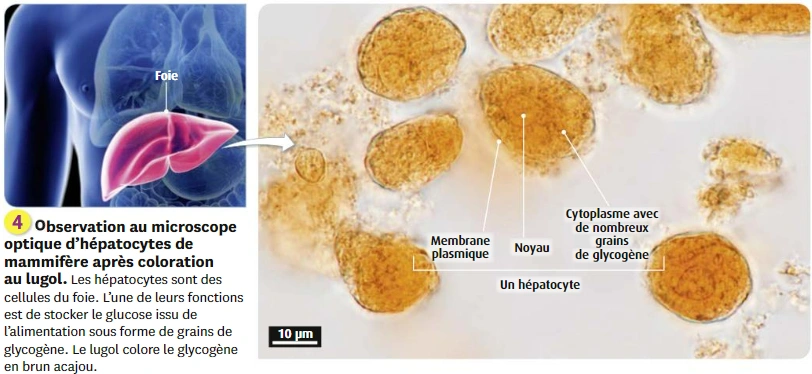 Foie
4 Observation au microscope
optique d'hépatocytes de
mammifère après coloration
au lugol. Les hépatocytes sont des
cellules du foie. L'une de leurs fonctions
est de stocker le glucose issu de
l'alimentation sous forme de grains de
glycogène. Le lugol colore le glycogène
en brun acajou.
Membrane
plasmique
Noyau
Cytoplasme avec
de nombreux
grains
de glycogène
Un hépatocyte
10 µm